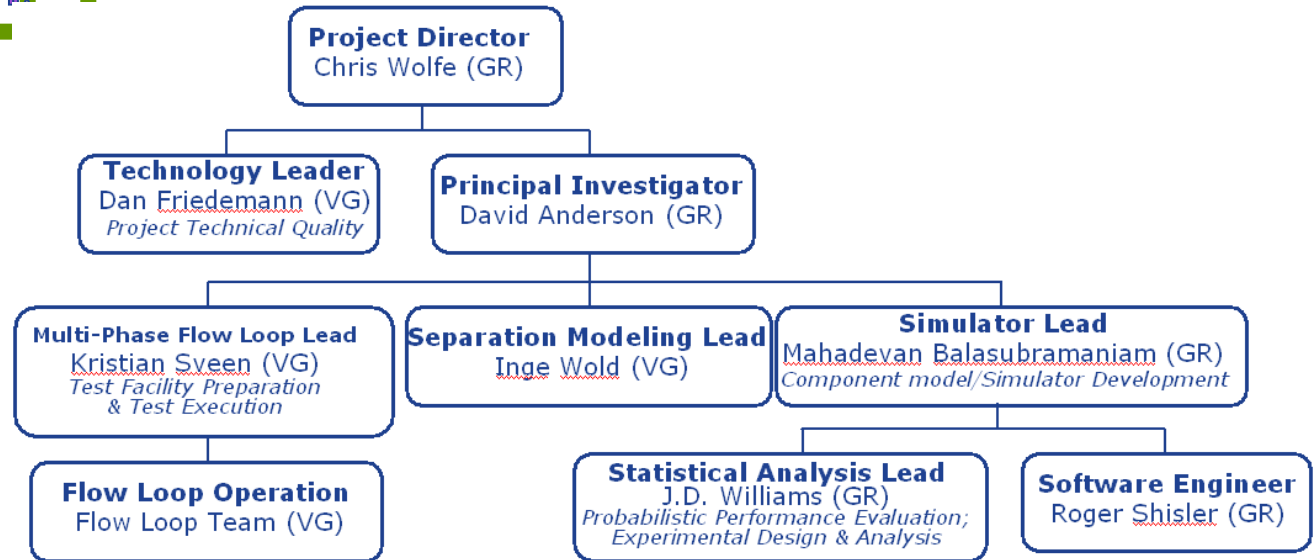 Project Director
Chris Wolfe (GR)
Technology Leader
Dan Friedemann (VG)
Project Technical Quality
Principal Investigator
David Anderson (GR)
Multi-Phase Flow Loop Lead
Kristian Sveen (VG)
Test Facility Preparation
& Test Execution
Separation Modeling Lead
Inge Wold (VG)
Simulator Lead
Mahadevan Balasubramaniam (GR)
Component model/Simulator Development
Flow Loop Operation
Flow Loop Team (VG)
Statistical Analysis Lead
J.D. Williams (GR)
Probabilistic Performance Evaluation;
Experimental Design & Analysis
Software Engineer
Roger Shisler (GR)